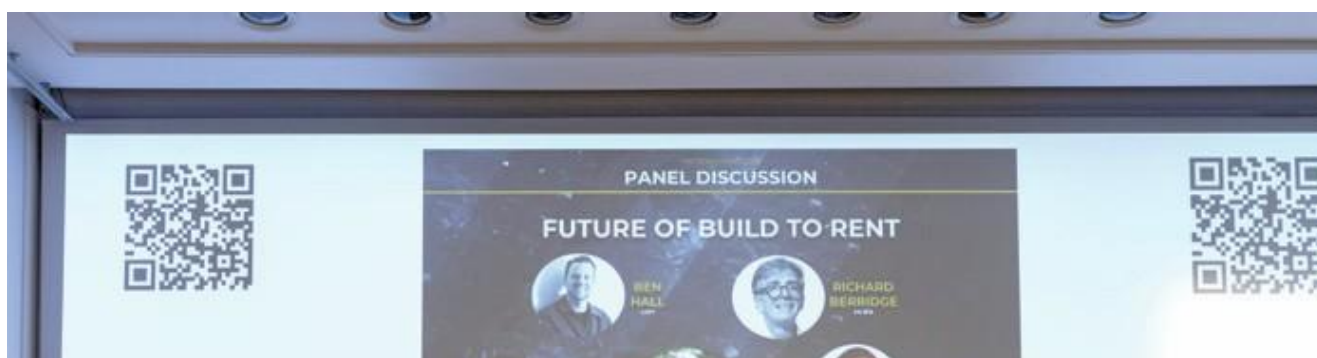 PANEL DISCUSSION
FUTURE OF BUILD TO RENT
BEN
HALL
RICHARD
BERRIDGE